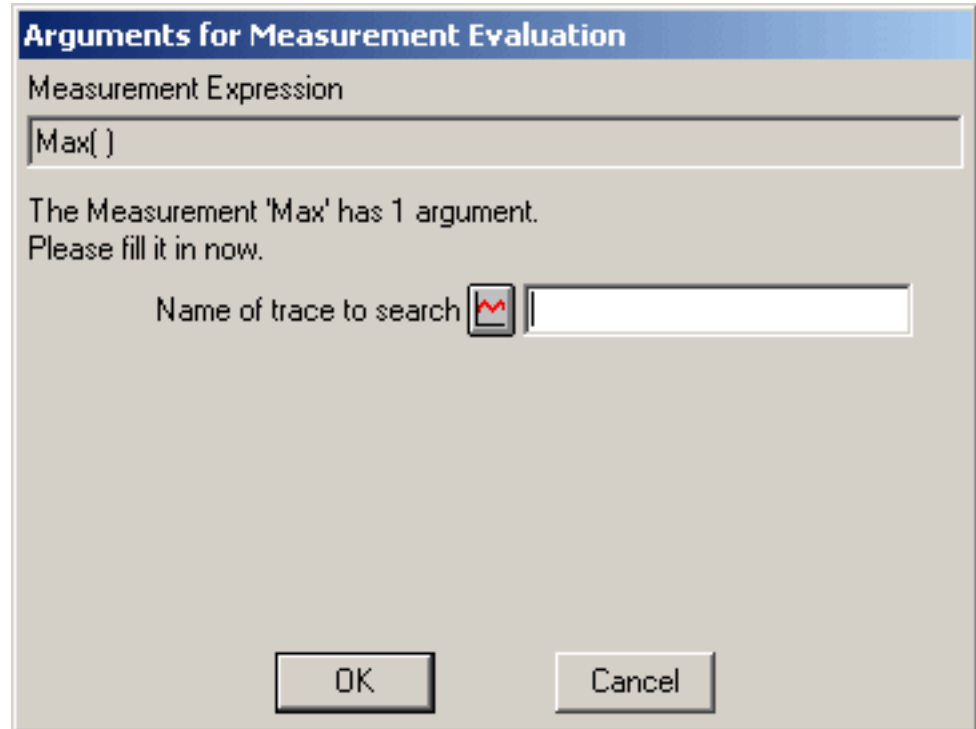 Arguments for Measurement Evaluation
Measurement Expression
Max( )
The Measurement 'Max' has 1 argument.
Please fill it in now.
Name of trace to search
OK Cancel